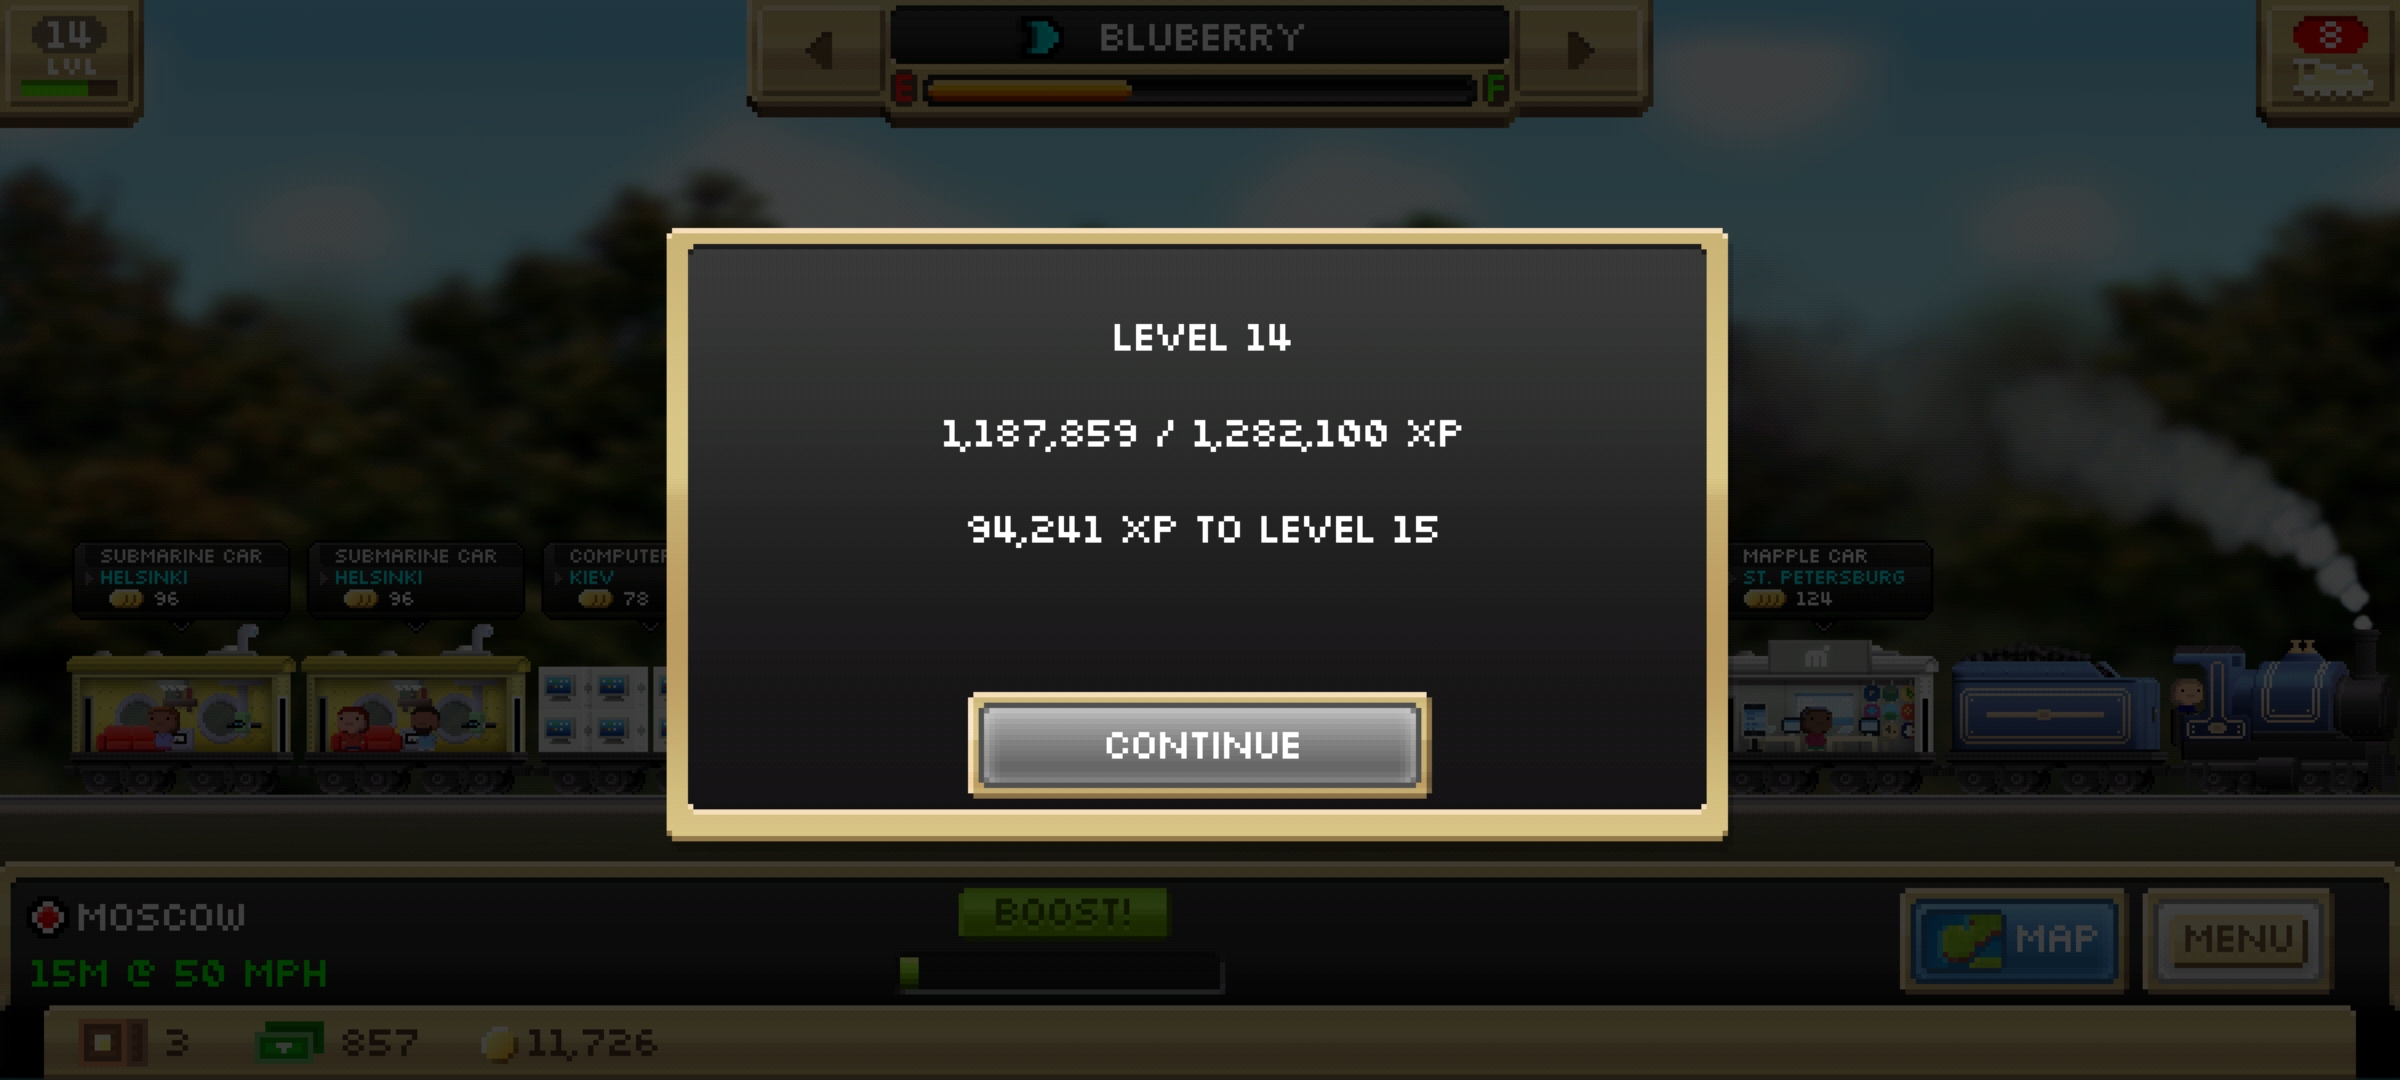 14
LVL
BLUBERRY
E
F
8
LEVEL 14
1,187,859 / 1,282,100 XP
94,241 XP TO LEVEL 15
CONTINUE
SUBMARINE CAR
HELSINKI
96
SUBMARINE CAR
HELSINKI
96
COMPUTER
KIEV
78
MAPPLE CAR
ST. PETERSBURG
124
m
MOSCOW
15M @ 50 MPH
BOOST!
MAP
MENU
3
857
11,726